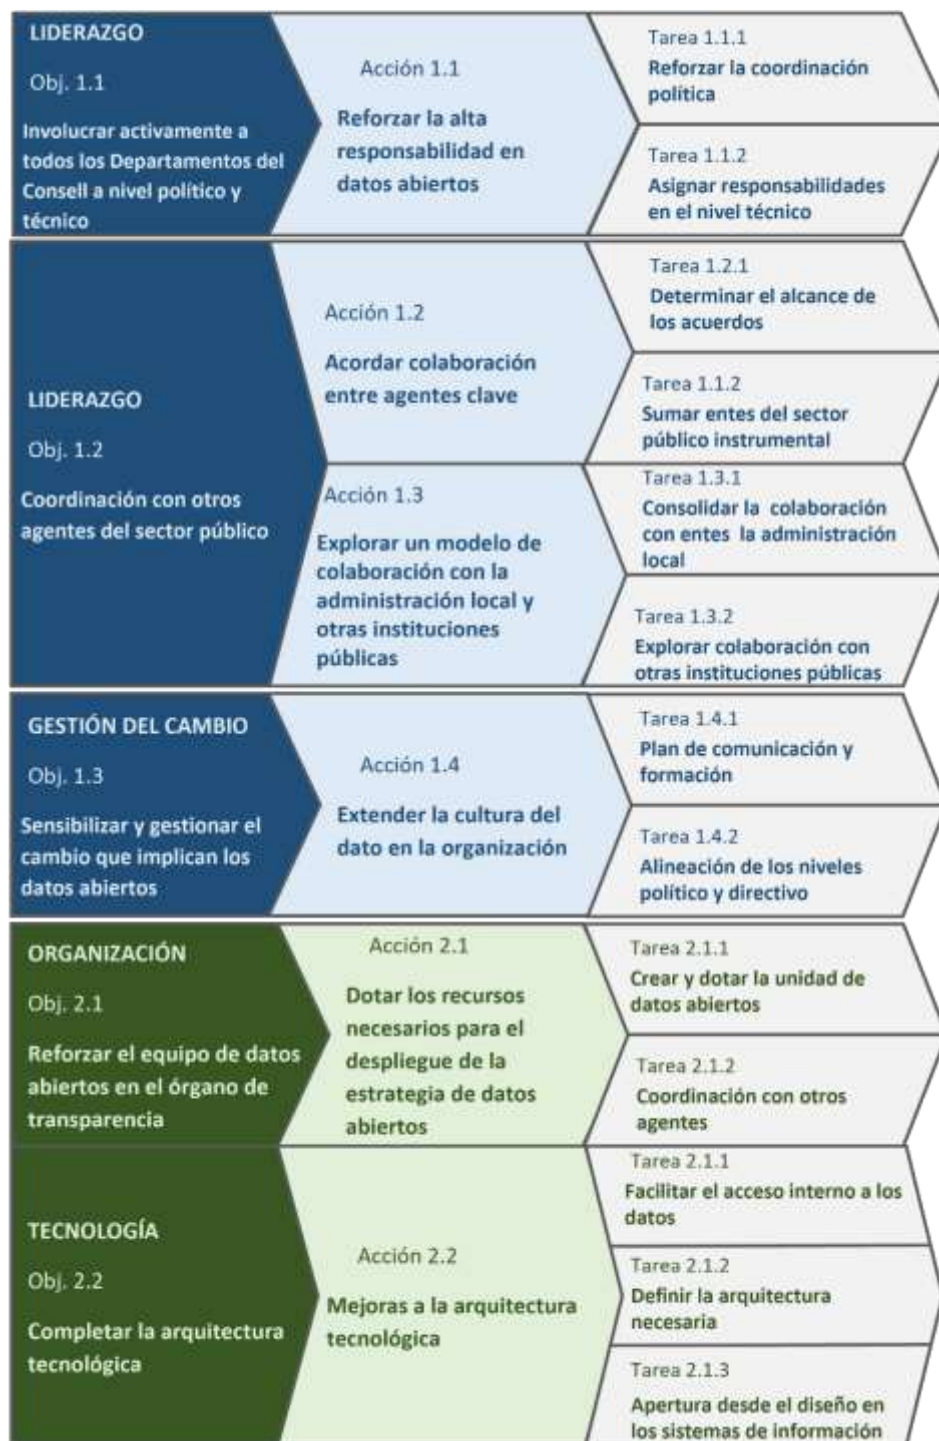 LIDERAZGO
Obj. 1.1
Involucrar activamente a
todos los Departamentos del
Consell a nivel político y
técnico
Acción 1.1
Reforzar la alta
responsabilidad en
datos abiertos
Tarea 1.1.1
Reforzar la coordinación
política
Tarea 1.1.2
Asignar responsabilidades
en el nivel técnico
LIDERAZGO
Obj. 1.2
Coordinación con otros
agentes del sector público
Acción 1.2
Acordar colaboración
entre agentes clave
Tarea 1.2.1
Determinar el alcance de
los acuerdos
Tarea 1.1.2
Sumar entes del sector
público instrumental
Acción 1.3
Explorar un modelo de
colaboración con la
administración local y
otras instituciones
públicas
Tarea 1.3.1
Consolidar la colaboración
con entes la administración
local
Tarea 1.3.2
Explorar colaboración con
otras instituciones públicas
GESTIÓN DEL CAMBIO
Obj. 1.3
Sensibilizar y gestionar el
cambio que implican los
datos abiertos
Acción 1.4
Extender la cultura del
dato en la organización
Tarea 1.4.1
Plan de comunicación y
formación
Tarea 1.4.2
Alineación de los niveles
político y directivo
ORGANIZACIÓN
Obj. 2.1
Reforzar el equipo de datos
abiertos en el órgano de
transparencia
Acción 2.1
Dotar los recursos
necesarios para el
despliegue de la
estrategia de datos
abiertos
Tarea 2.1.1
Crear y dotar la unidad de
datos abiertos
Tarea 2.1.2
Coordinación con otros
agentes
TECNOLOGÍA
Obj. 2.2
Completar la arquitectura
tecnológica
Acción 2.2
Mejoras a la arquitectura
tecnológica
Tarea 2.1.1
Facilitar el acceso interno a los
datos
Tarea 2.1.2
Definir la arquitectura
necesaria
Tarea 2.1.3
Apertura desde el diseño en
los sistemas de información